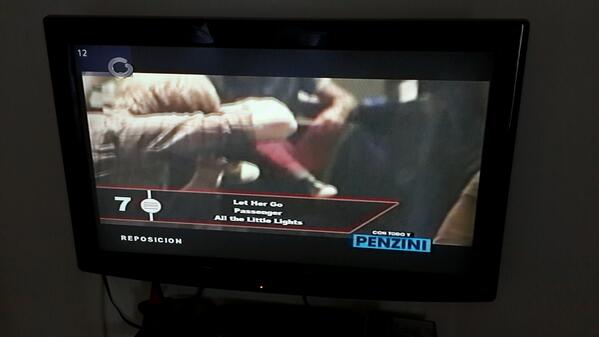 12
7
Let Her Go
Passenger
All the Little Lights
REPOSICION
CON TODO Y
PENZINI